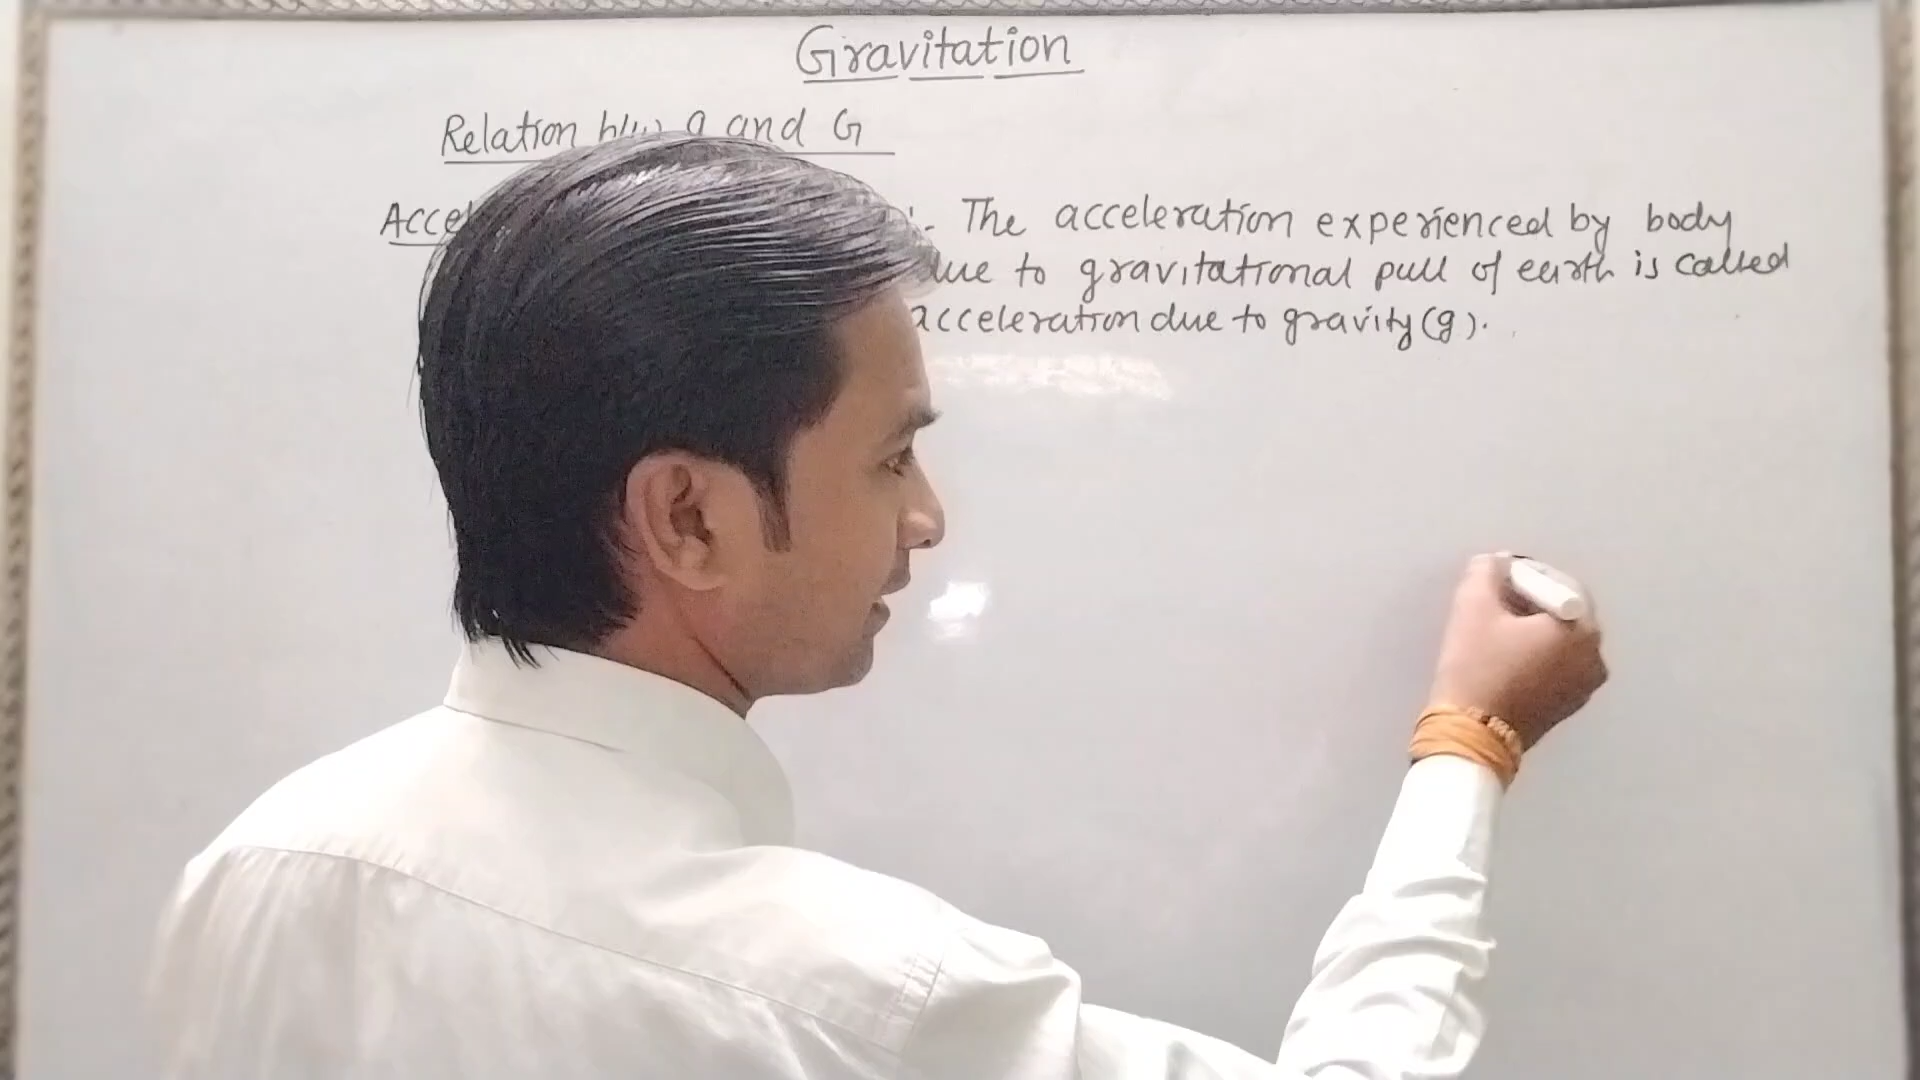 Gravitation
Relation b/w g and G
The acceleration experienced by body
due to gravitational pull of earth is called
acceleration due to gravity (g).